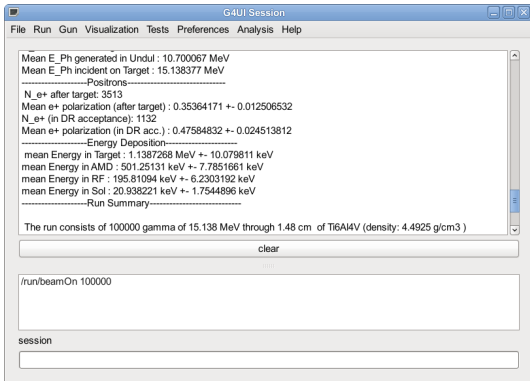 G4UI Session
File Run Gun Visualization Tests Preferences Analysis Help
Mean E_Ph generated in Undul : 10.700067 MeV
Mean E_Ph incident on Target : 15.138377 MeV
--------------------Positrons------------------------------
N_e+ after target: 3513
Mean e+ polarization (after target) : 0.35364171 +- 0.012506532
N_e+ (in DR acceptance): 1132
Mean e+ polarization (in DR acc.) : 0.47584832 +- 0.024513812
--------------------Energy Deposition----------------------
mean Energy in Target : 1.1387268 MeV +- 10.079811 keV
mean Energy in AMD : 501.25131 keV +- 7.7851661 keV
mean Energy in RF : 195.81094 keV +- 6.2303192 keV
mean Energy in Sol : 20.938221 keV +- 1.7544896 keV
--------------------Run Summary----------------------------
The run consists of 100000 gamma of 15.138 MeV through 1.48 cm of Ti6Al4V (density: 4.4925 g/cm3 )
clear
/run/beamOn 100000
session